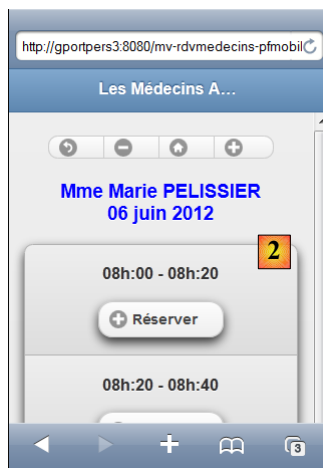 http://gportpers3:8080/mv-rdvmedecins-pfmobil
Les Médecins A...
Mme Marie PELISSIER
06 juin 2012
2
08h:00 - 08h:20
Réserver
08h:20 - 08h:40
3